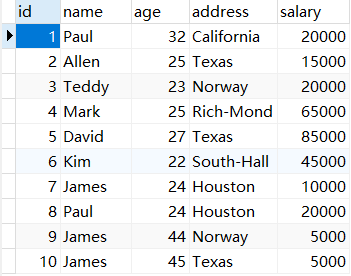 id name age address salary
1 Paul 32 California 20000
2 Allen 25 Texas 15000
3 Teddy 23 Norway 20000
4 Mark 25 Rich-Mond 65000
5 David 27 Texas 85000
6 Kim 22 South-Hall 45000
7 James 24 Houston 10000
8 Paul 24 Houston 20000
9 James 44 Norway 5000
10 James 45 Texas 5000